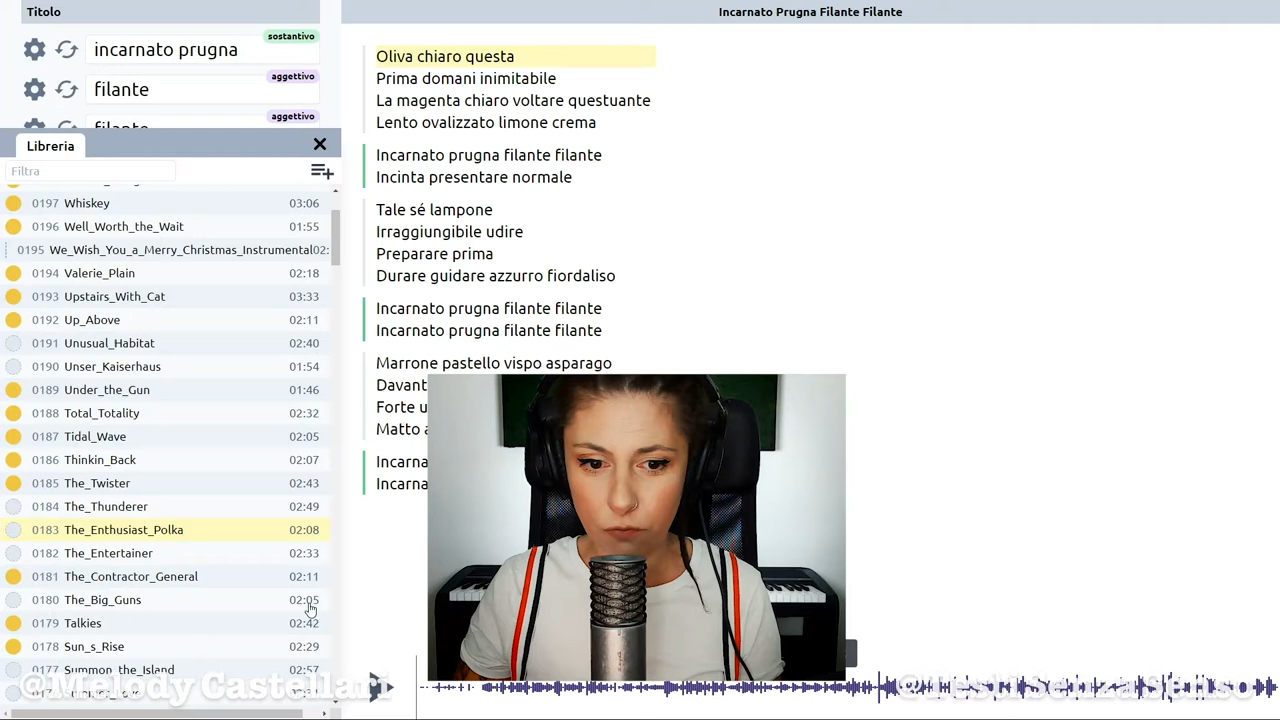 Titolo
Incarnato Prugna Filante Filante
incarnato prugna
sostantivo
filante
aggettivo
filante
aggettivo
Libreria
Filtra
0197 Whiskey 03:06
0196 Well_Worth_the_Wait 01:55
0195 We_Wish_You_a_Merry_Christmas_Instrumental02:
0194 Valerie_Plain 02:18
0193 Upstairs_With_Cat 03:33
0192 Up_Above 02:11
0191 Unusual_Habitat 02:40
0190 Unser_Kaiserhaus 01:54
0189 Under_the_Gun 01:46
0188 Total_Totality 02:32
0187 Tidal_Wave 02:05
0186 Thinkin_Back 02:07
0185 The_Twister 02:43
0184 The_Thunderer 02:49
0183 The_Enthusiast_Polka 02:08
0182 The_Entertainer 02:33
0181 The_Contractor_General 02:11
0180 The_Big_Guns 02:05
0179 Talkies 02:42
0178 Sun_s_Rise 02:29
0177 Summon_the_Island 02:57
Oliva chiaro questa
Prima domani inimitabile
La magenta chiaro voltare questuante
Lento ovalizzato limone crema
Incarnato prugna filante filante
Incinta presentare normale
Tale sé lampone
Irraggiungibile udire
Preparare prima
Durare guidare azzurro fiordaliso
Incarnato prugna filante filante
Incarnato prugna filante filante
Marrone pastello vispo asparago
Davant
Forte u
Matto a
Incarna
Incarna
@TestiSenzaSenso